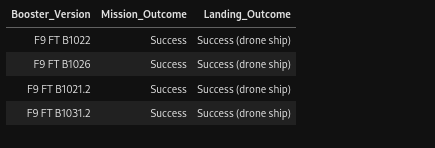 Booster_Version Mission_Outcome Landing_Outcome
F9 FT B1022 Success Success (drone ship)
F9 FT B1026 Success Success (drone ship)
F9 FT B1021.2 Success Success (drone ship)
F9 FT B1031.2 Success Success (drone ship)